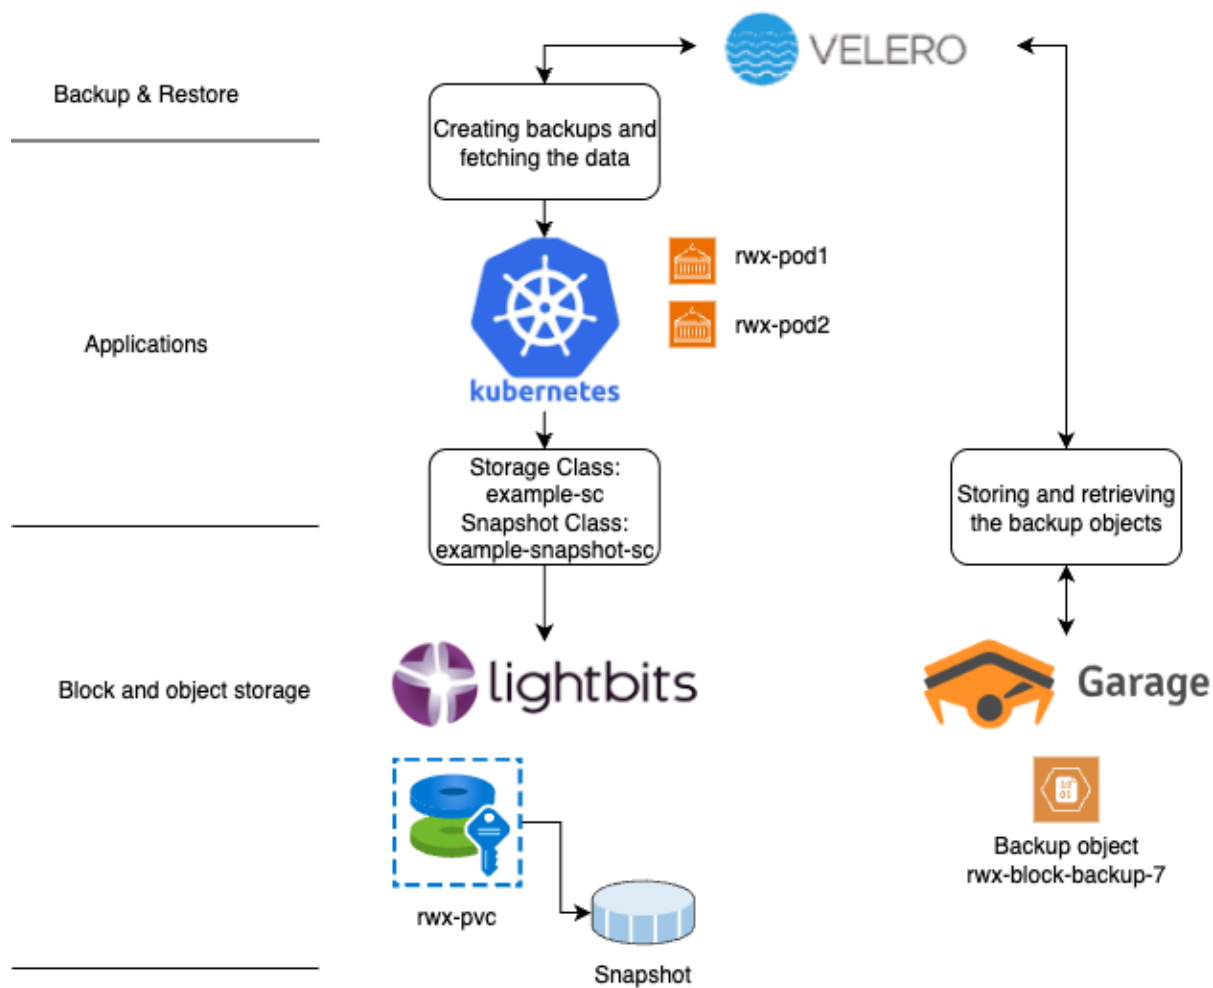 VELERO
Backup & Restore
Creating backups and
fetching the data
rwx-pod1
rwx-pod2
Applications
kubernetes
Storage Class:
example-sc
Snapshot Class:
example-snapshot-sc
Storing and retrieving
the backup objects
Block and object storage
lightbits
Garage
10
01
Backup object
rwx-block-backup-7
rwx-pvc
Snapshot